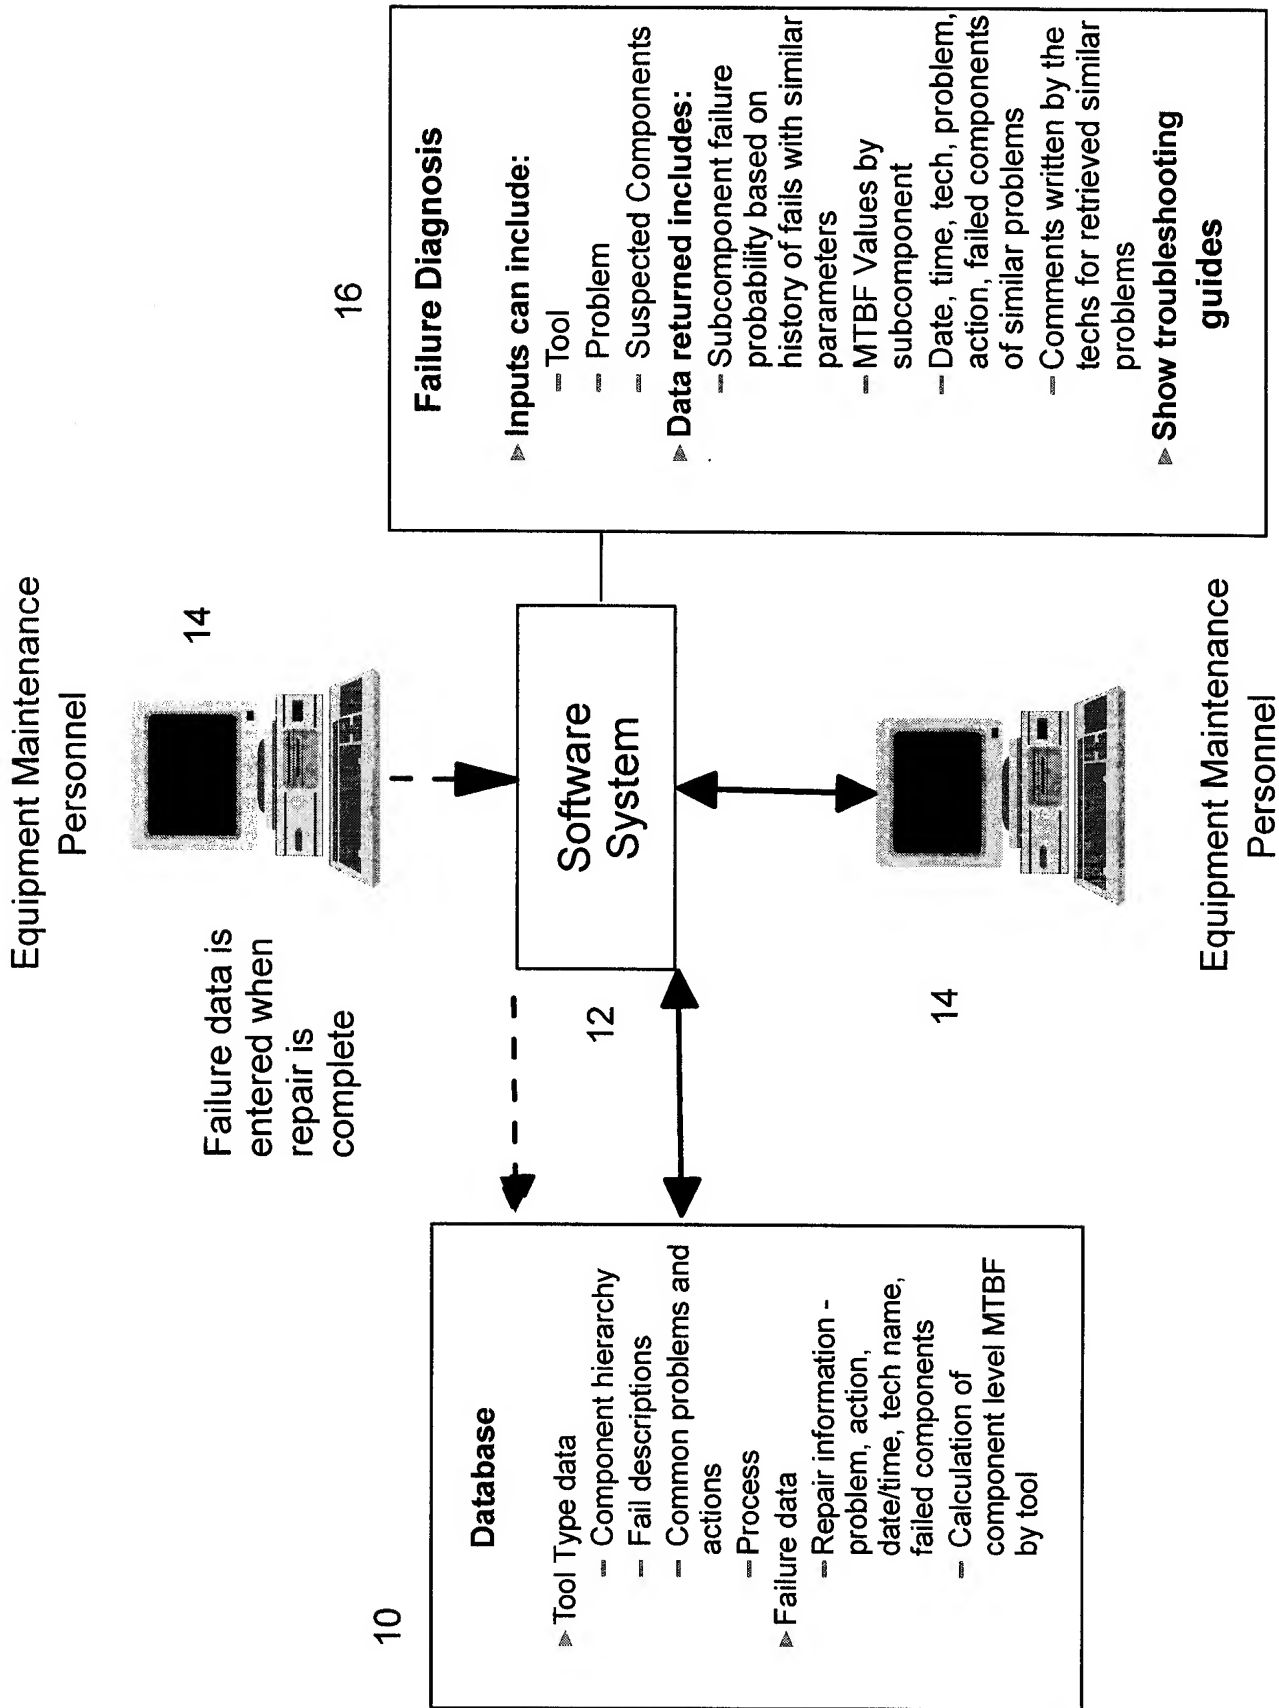 10
Database
Tool Type data
– Component hierarchy
– Fail descriptions
– Common problems and
actions
– Process
Failure data
– Repair information -
problem, action,
date/time, tech name,
failed components
– Calculation of
component level MTBF
by tool
Equipment Maintenance
Personnel
14
Failure data is
entered when
repair is
complete
12
Software
System
14
Equipment Maintenance
Personnel
16
Failure Diagnosis
Inputs can include:
– Tool
– Problem
– Suspected Components
Data returned includes:
– Subcomponent failure
probability based on
history of fails with similar
parameters
– MTBF Values by
subcomponent
– Date, time, tech, problem,
action, failed components
of similar problems
– Comments written by the
techs for retrieved similar
problems
Show troubleshooting
guides